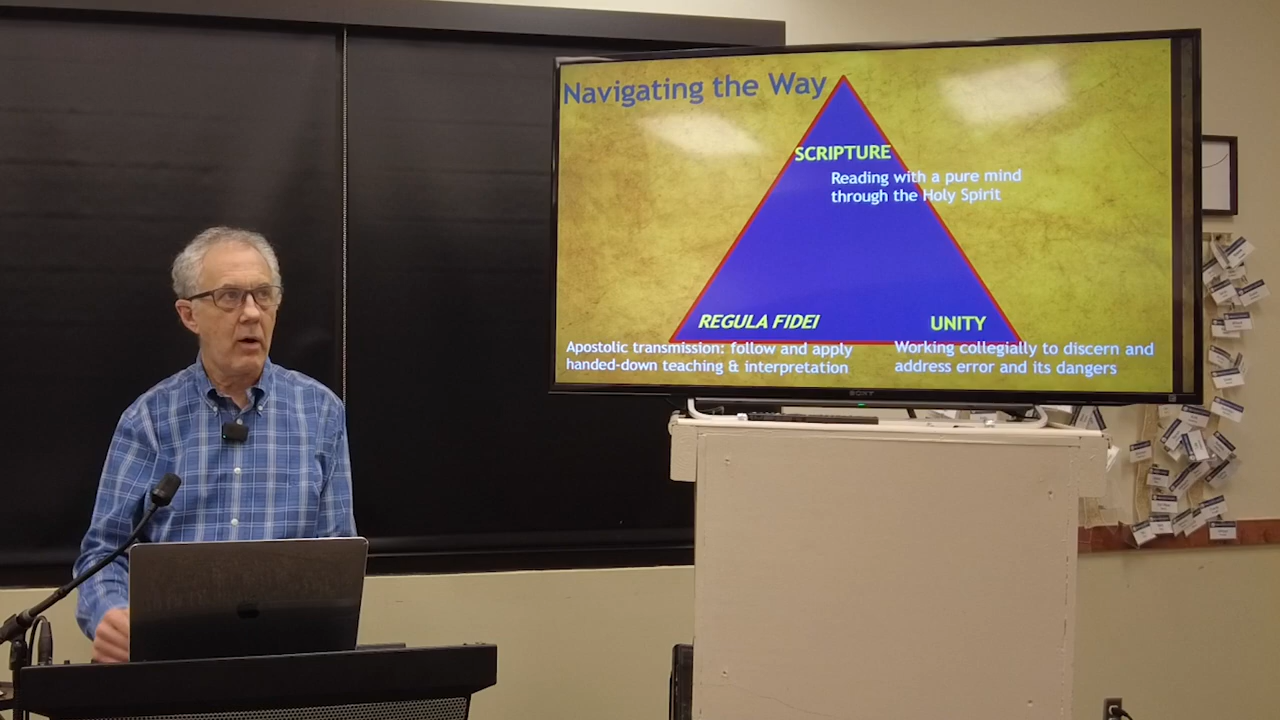 Navigating the Way
SCRIPTURE
Reading with a pure mind
through the Holy Spirit
REGULA FIDEI
Apostolic transmission: follow and apply
handed-down teaching & interpretation
UNITY
Working collegially to discern and
address error and its dangers
SONY